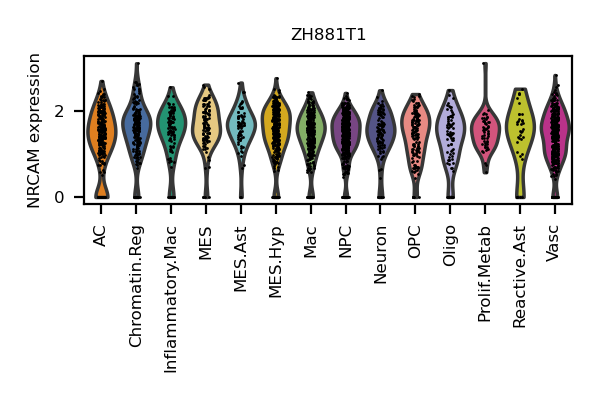 ZH881T1
NRCAM expression
2
0
AC
Chromatin.Reg
Inflammatory.Mac
MES
MES.Ast
MES.Hyp
Mac
NPC
Neuron
OPC
Oligo
Prolif.Metab
Reactive.Ast
Vasc